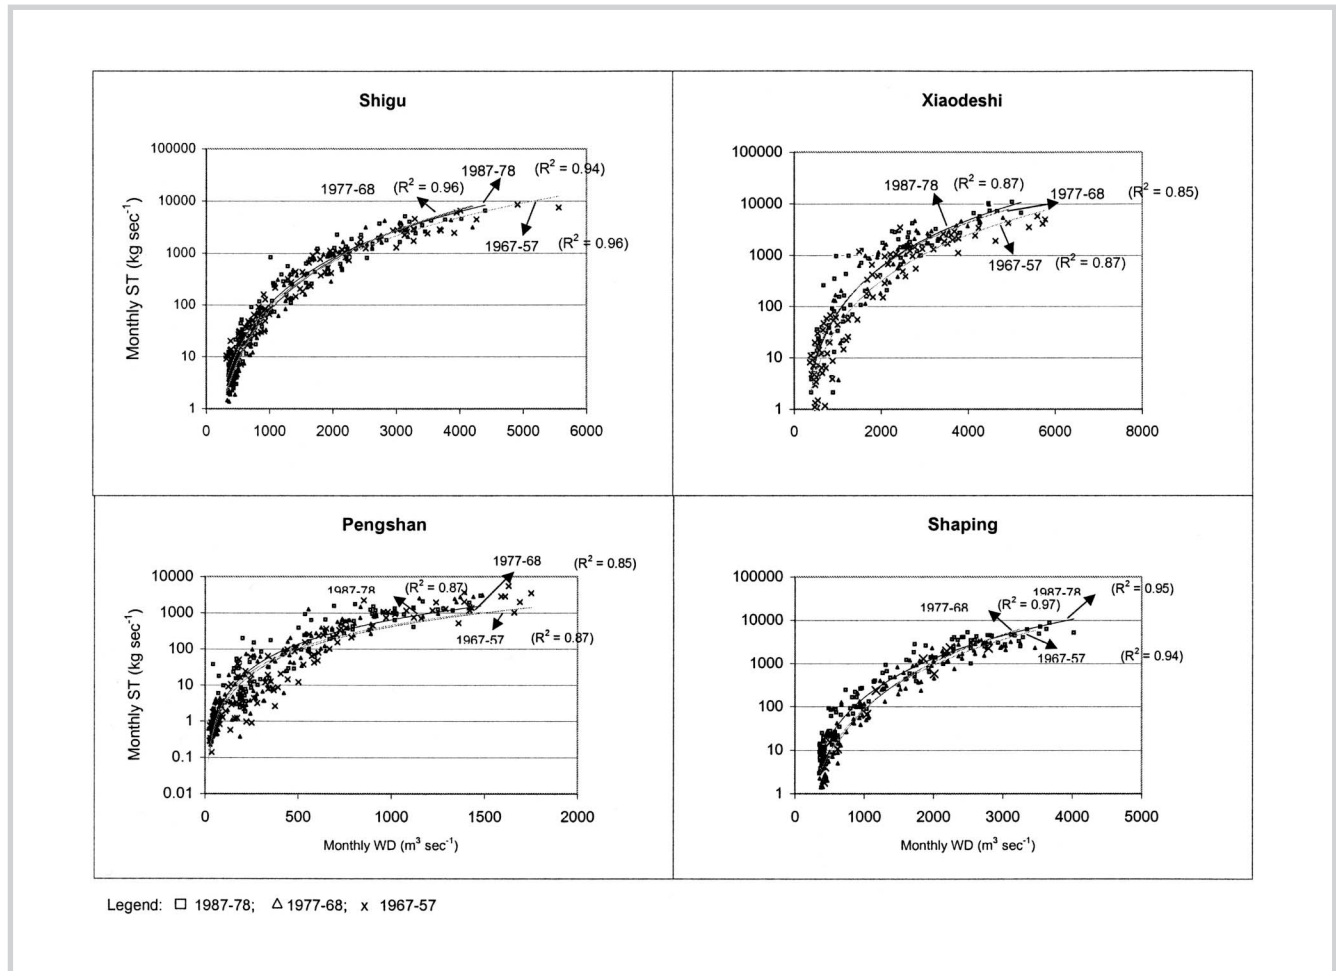 Shigu
100000
10000
1000
100
10
1
Monthly ST (kg sec⁻¹)
1977-68 (R² = 0.96)
1987-78 (R² = 0.94)
1967-57 (R² = 0.96)
0 1000 2000 3000 4000 5000 6000
Xiaodeshi
100000
10000
1000
100
10
1
1987-78 (R² = 0.87)
1977-68 (R² = 0.85)
1967-57 (R² = 0.87)
0 2000 4000 6000 8000
Pengshan
10000
1000
100
10
1
0.1
0.01
Monthly ST (kg sec⁻¹)
1977-68 (R² = 0.85)
1987-78 (R² = 0.87)
1967-57 (R² = 0.87)
0 500 1000 1500 2000
Monthly WD (m³ sec⁻¹)
Shaping
100000
10000
1000
100
10
1
1987-78 (R² = 0.95)
1977-68 (R² = 0.97)
1967-57 (R² = 0.94)
0 1000 2000 3000 4000 5000
Monthly WD (m³ sec⁻¹)
Legend: □ 1987-78; △ 1977-68; x 1967-57